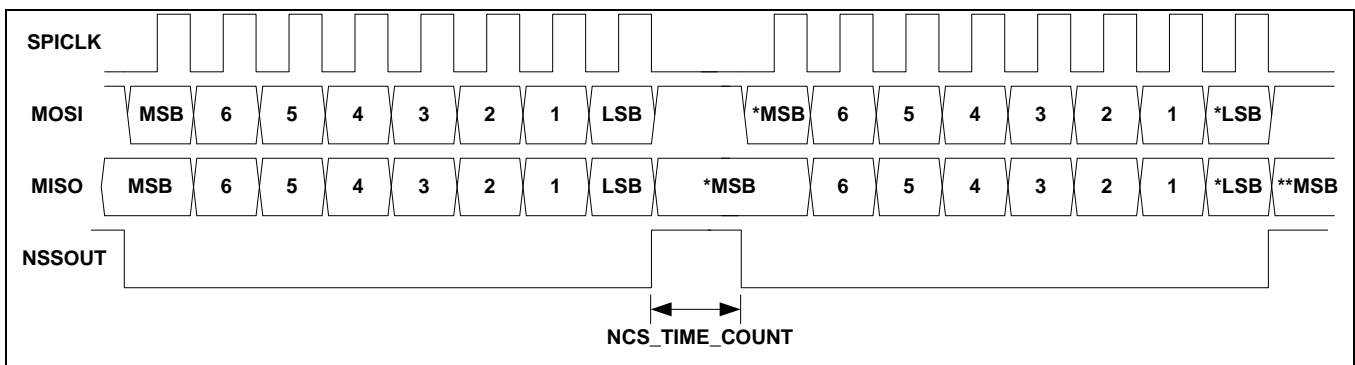 SPICLK
MOSI MSB 6 5 4 3 2 1 LSB *MSB 6 5 4 3 2 1 *LSB
MISO MSB 6 5 4 3 2 1 LSB *MSB 6 5 4 3 2 1 *LSB **MSB
NSSOUT
NCS_TIME_COUNT